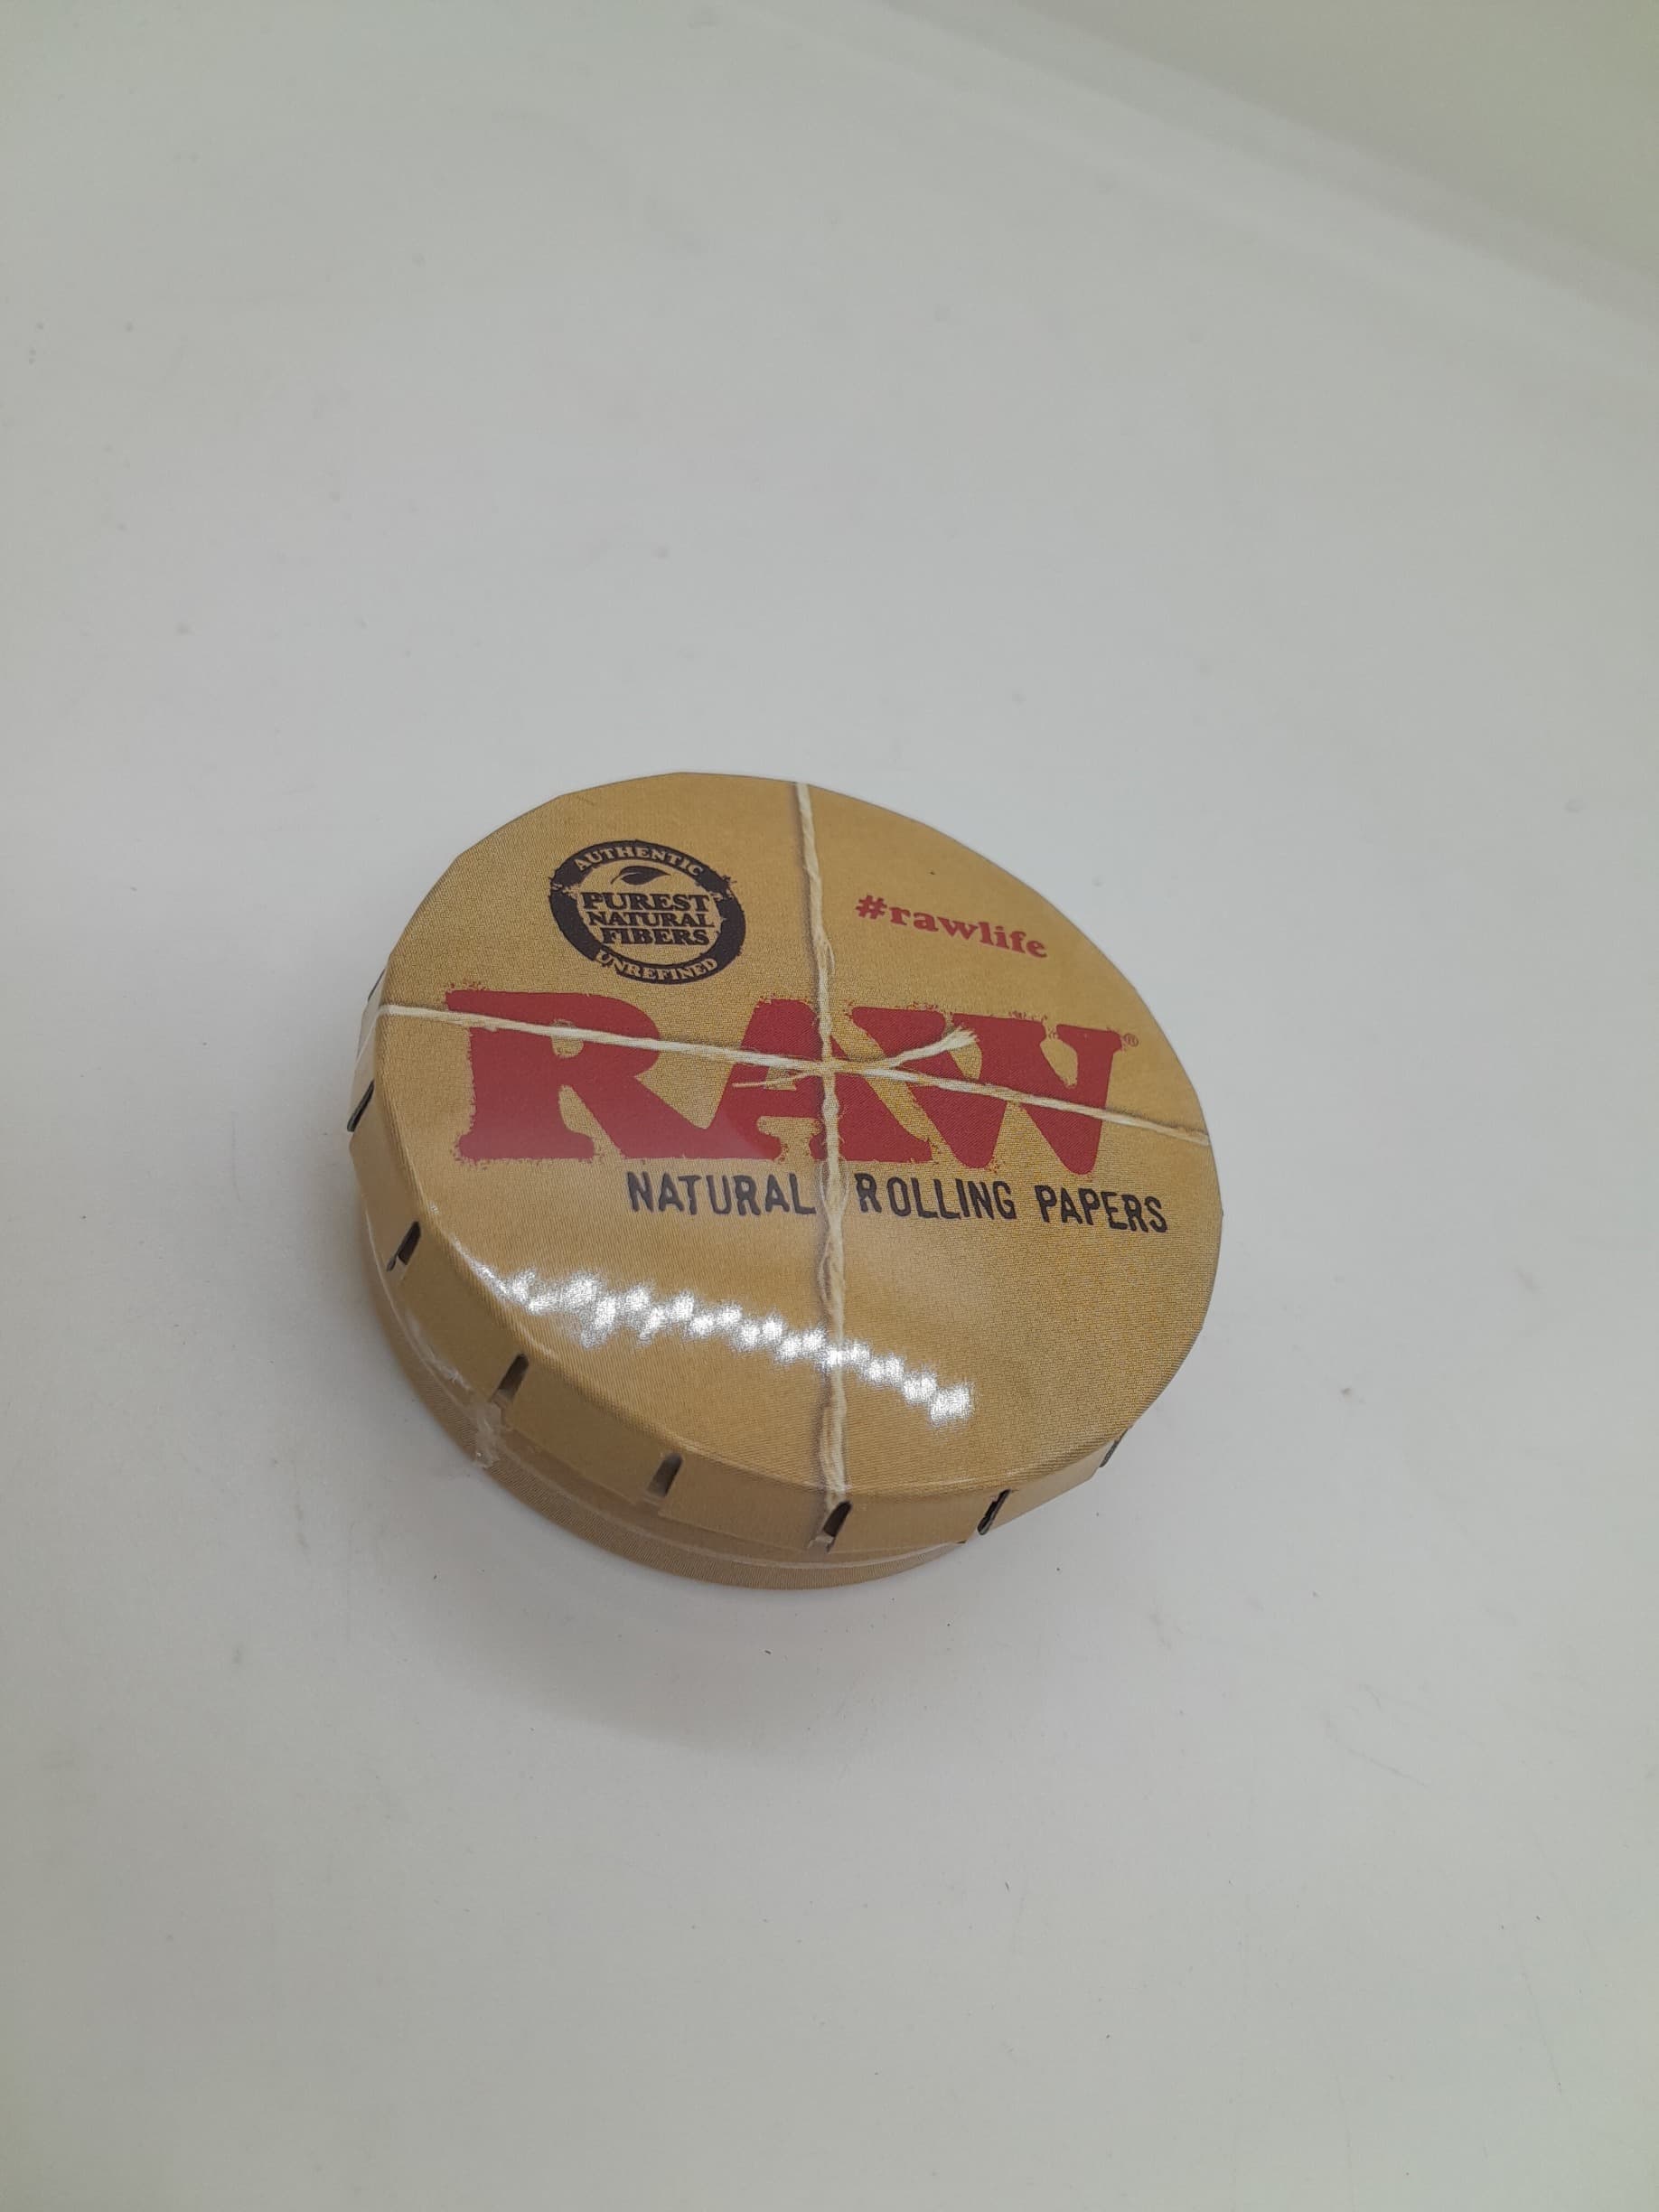 AUTHENTIC
PUREST
NATURAL
FIBERS
UNREFINED
#rawlife
RAW®
NATURAL ROLLING PAPERS